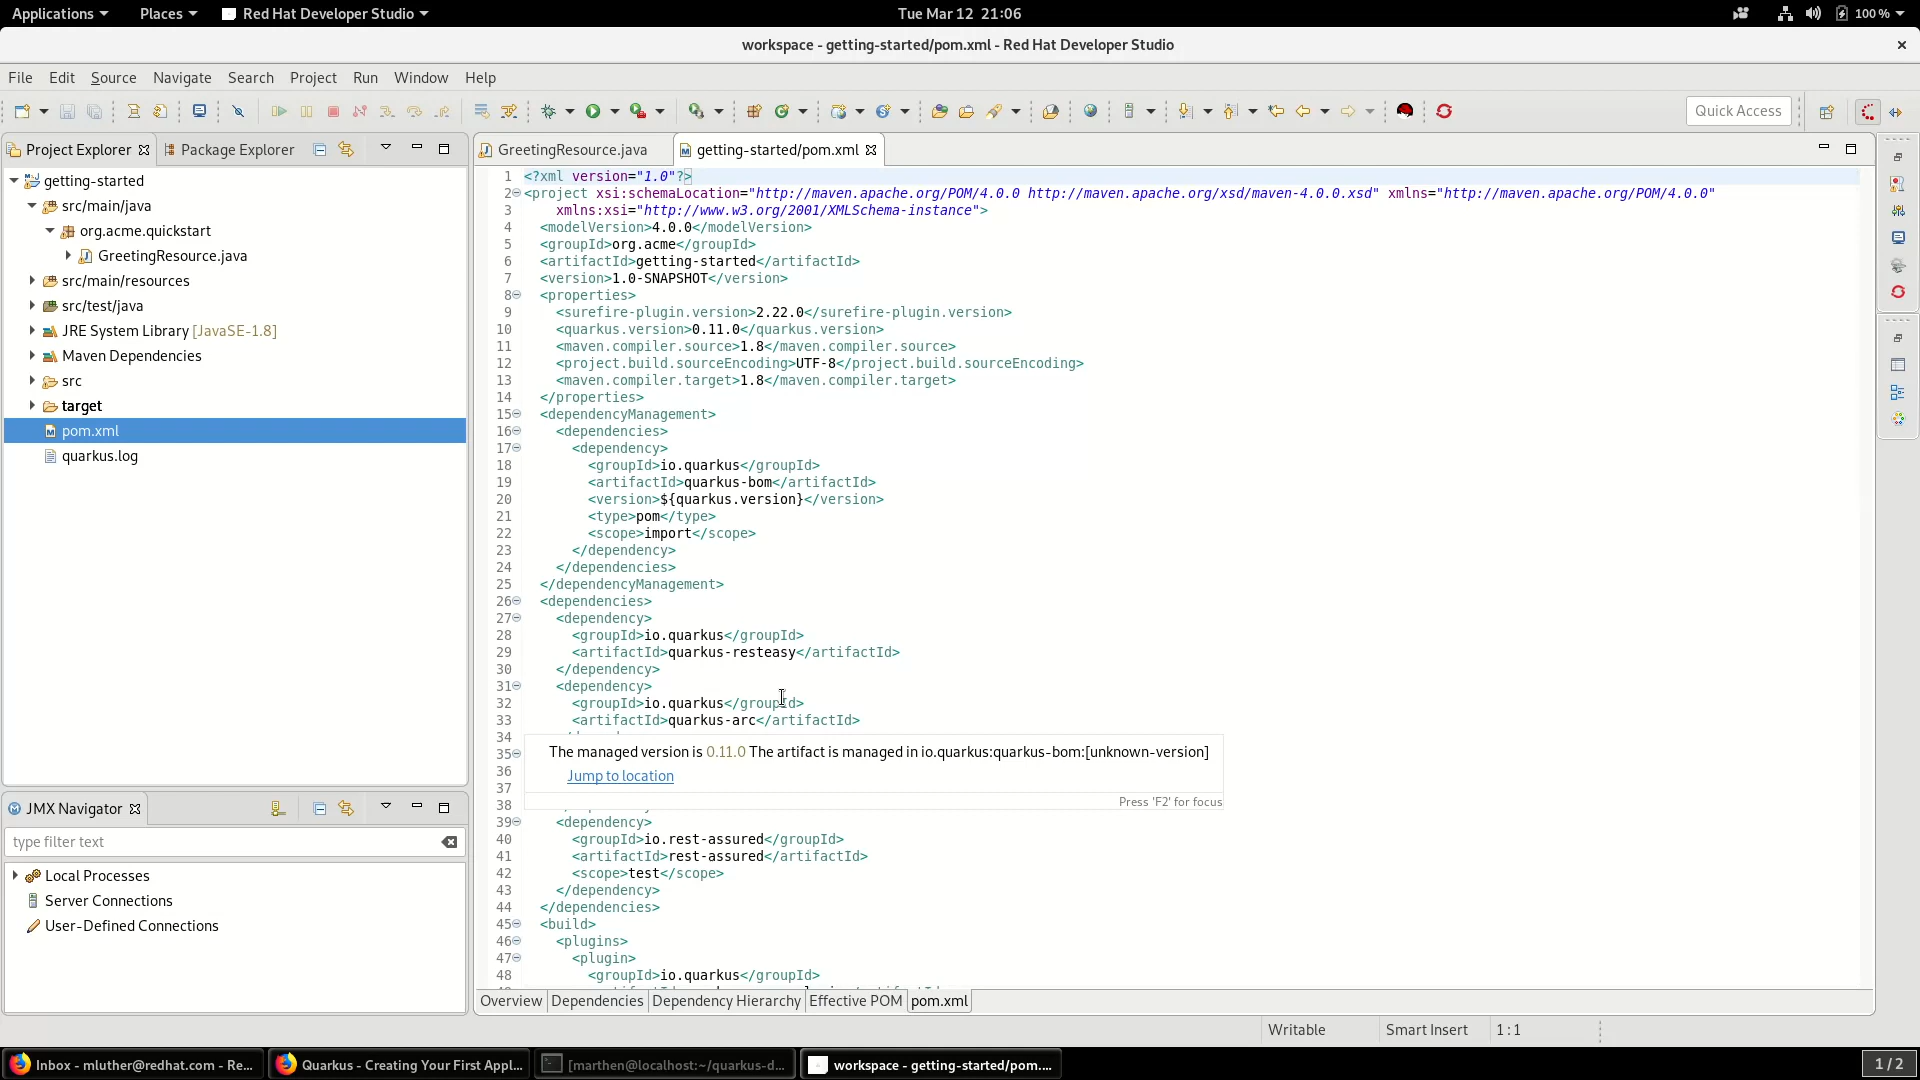 Applications Places Red Hat Developer Studio Tue Mar 12 21:06 100 %
workspace - getting-started/pom.xml - Red Hat Developer Studio
File Edit Source Navigate Search Project Run Window Help
Quick Access
Project Explorer Package Explorer
getting-started
src/main/java
org.acme.quickstart
GreetingResource.java
src/main/resources
src/test/java
JRE System Library [JavaSE-1.8]
Maven Dependencies
src
target
pom.xml
quarkus.log
JMX Navigator
type filter text
Local Processes
Server Connections
User-Defined Connections
GreetingResource.java getting-started/pom.xml
1 <?xml version="1.0"?>
2 <project xsi:schemaLocation="http://maven.apache.org/POM/4.0.0 http://maven.apache.org/xsd/maven-4.0.0.xsd" xmlns="http://maven.apache.org/POM/4.0.0"
3 xmlns:xsi="http://www.w3.org/2001/XMLSchema-instance">
4 <modelVersion>4.0.0</modelVersion>
5 <groupId>org.acme</groupId>
6 <artifactId>getting-started</artifactId>
7 <version>1.0-SNAPSHOT</version>
8 <properties>
9 <surefire-plugin.version>2.22.0</surefire-plugin.version>
10 <quarkus.version>0.11.0</quarkus.version>
11 <maven.compiler.source>1.8</maven.compiler.source>
12 <project.build.sourceEncoding>UTF-8</project.build.sourceEncoding>
13 <maven.compiler.target>1.8</maven.compiler.target>
14 </properties>
15 <dependencyManagement>
16 <dependencies>
17 <dependency>
18 <groupId>io.quarkus</groupId>
19 <artifactId>quarkus-bom</artifactId>
20 <version>${quarkus.version}</version>
21 <type>pom</type>
22 <scope>import</scope>
23 </dependency>
24 </dependencies>
25 </dependencyManagement>
26 <dependencies>
27 <dependency>
28 <groupId>io.quarkus</groupId>
29 <artifactId>quarkus-resteasy</artifactId>
30 </dependency>
31 <dependency>
32 <groupId>io.quarkus</groupId>
33 <artifactId>quarkus-arc</artifactId>
34
35 The managed version is 0.11.0 The artifact is managed in io.quarkus:quarkus-bom:[unknown-version]
36 Jump to location
37
38 Press 'F2' for focus
39 <dependency>
40 <groupId>io.rest-assured</groupId>
41 <artifactId>rest-assured</artifactId>
42 <scope>test</scope>
43 </dependency>
44 </dependencies>
45 <build>
46 <plugins>
47 <plugin>
48 <groupId>io.quarkus</groupId>
Overview Dependencies Dependency Hierarchy Effective POM pom.xml
Writable Smart Insert 1 : 1
Inbox - mluther@redhat.com - Re... Quarkus - Creating Your First Appl... [marthen@localhost:~/quarkus-d... workspace - getting-started/pom.... 1 / 2